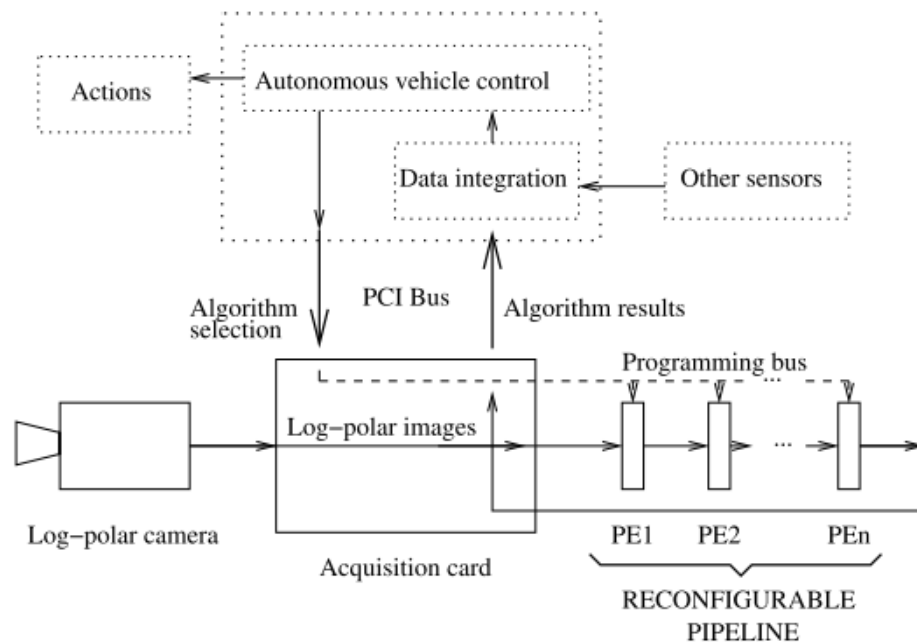 Autonomous vehicle control
Actions
Data integration
Other sensors
Algorithm
selection
PCI Bus
Algorithm results
Programming bus
...
Log-polar images
...
Log-polar camera
PE1
PE2
PEn
Acquisition card
RECONFIGURABLE
PIPELINE